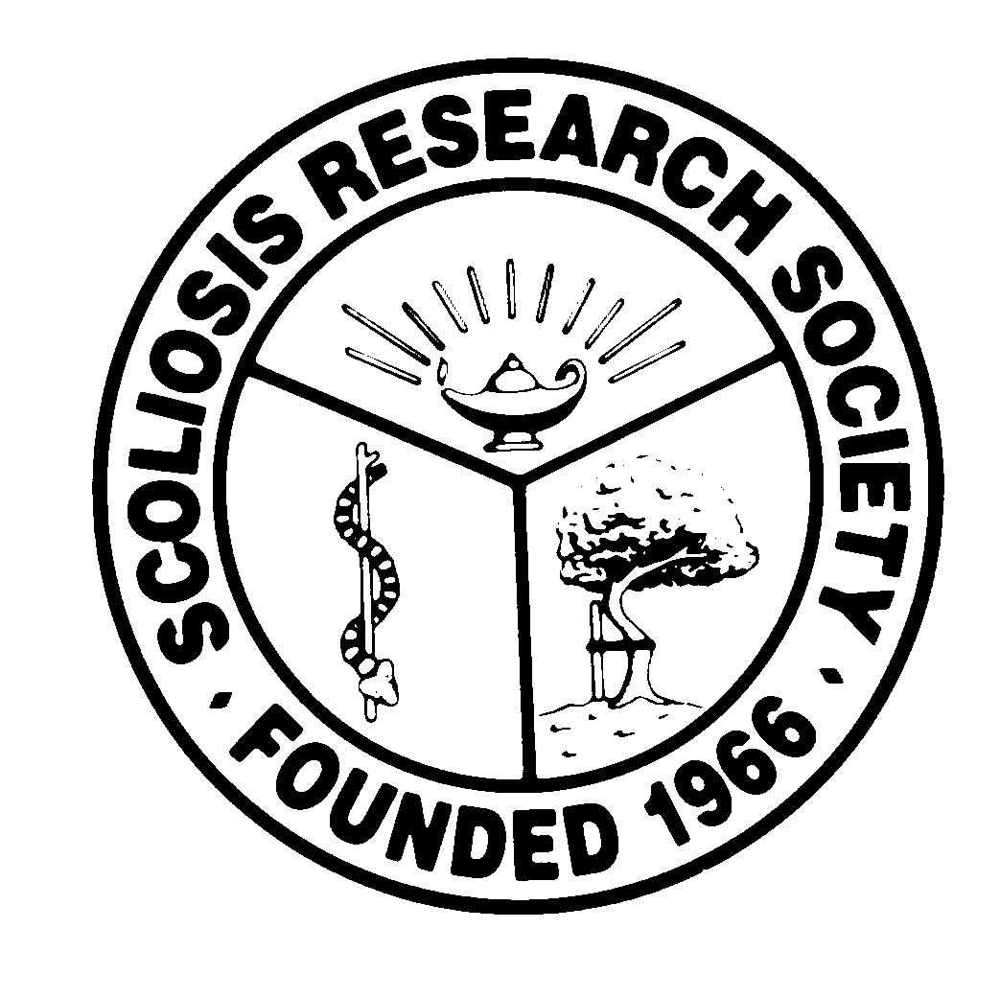 SCOLIOSIS RESEARCH SOCIETY
· FOUNDED 1966 ·